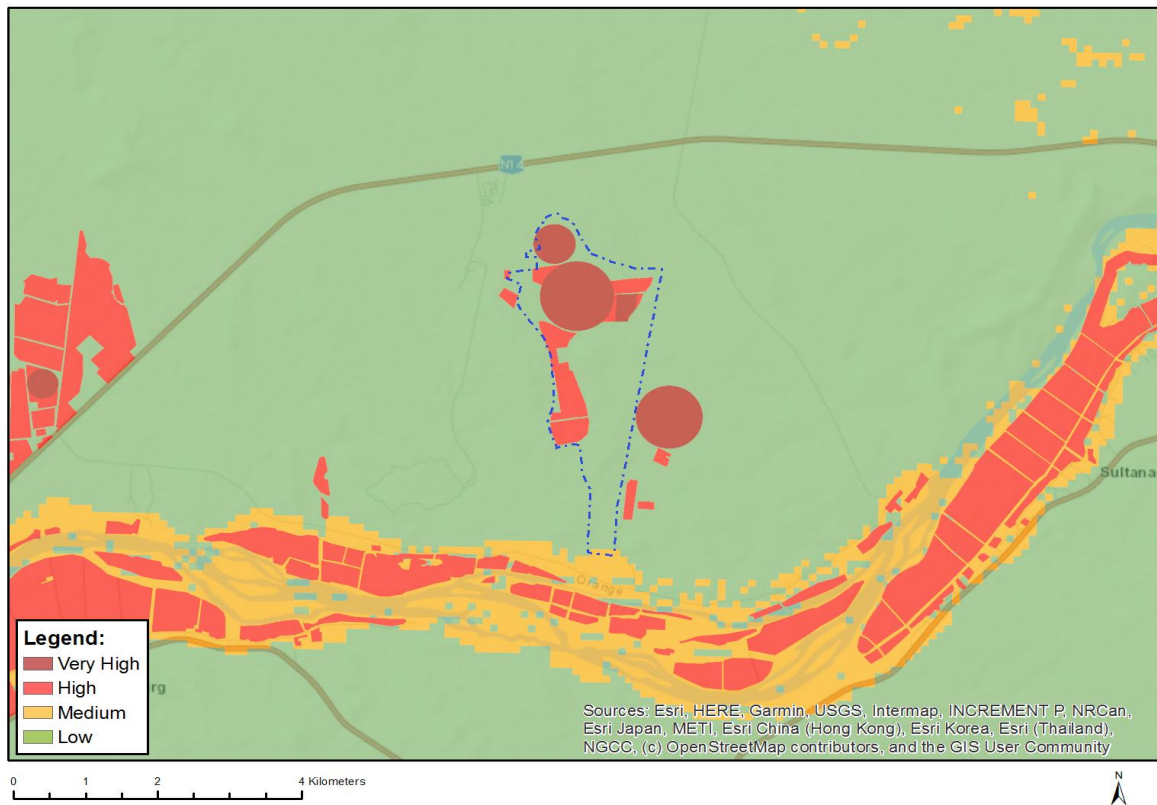 N14
Sultana
Orange
Legend:
Very High
High
Medium
Low
rg
Sources: Esri, HERE, Garmin, USGS, Intermap, INCREMENT P, NRCan,
Esri Japan, METI, Esri China (Hong Kong), Esri Korea, Esri (Thailand),
NGCC, (c) OpenStreetMap contributors, and the GIS User Community
0 1 2 4 Kilometers
N